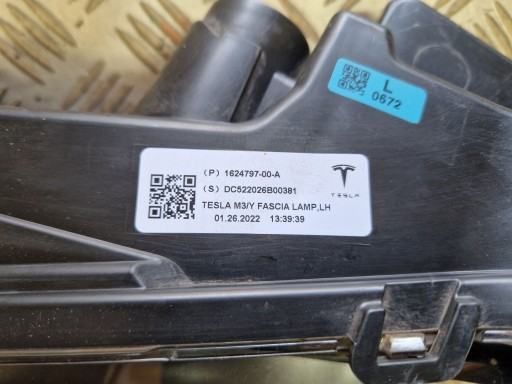 L
0672
(P) 1624797-00-A
(S) DC522026B00381
TESLA
TESLA M3/Y FASCIA LAMP,LH
01.26.2022 13:39:39